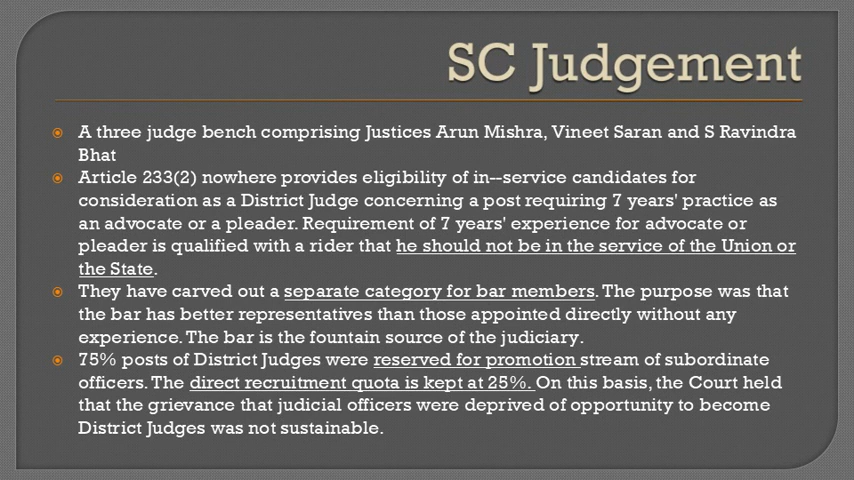 SC Judgement
A three judge bench comprising Justices Arun Mishra, Vineet Saran and S Ravindra
Bhat
Article 233(2) nowhere provides eligibility of in--service candidates for
consideration as a District Judge concerning a post requiring 7 years' practice as
an advocate or a pleader. Requirement of 7 years' experience for advocate or
pleader is qualified with a rider that he should not be in the service of the Union or
the State.
They have carved out a separate category for bar members. The purpose was that
the bar has better representatives than those appointed directly without any
experience. The bar is the fountain source of the judiciary.
75% posts of District Judges were reserved for promotion stream of subordinate
officers. The direct recruitment quota is kept at 25%. On this basis, the Court held
that the grievance that judicial officers were deprived of opportunity to become
District Judges was not sustainable.